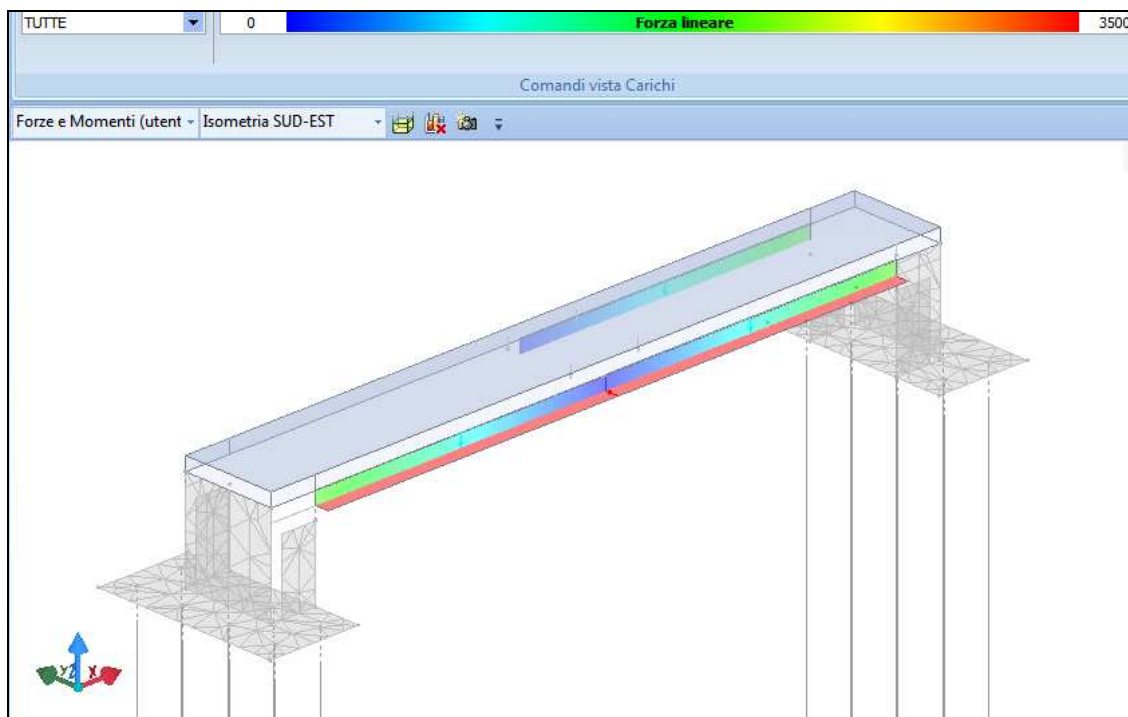 TUTTE
0 Forza lineare 3500
Comandi vista Carichi
Forze e Momenti (utent Isometria SUD-EST
Y Z X